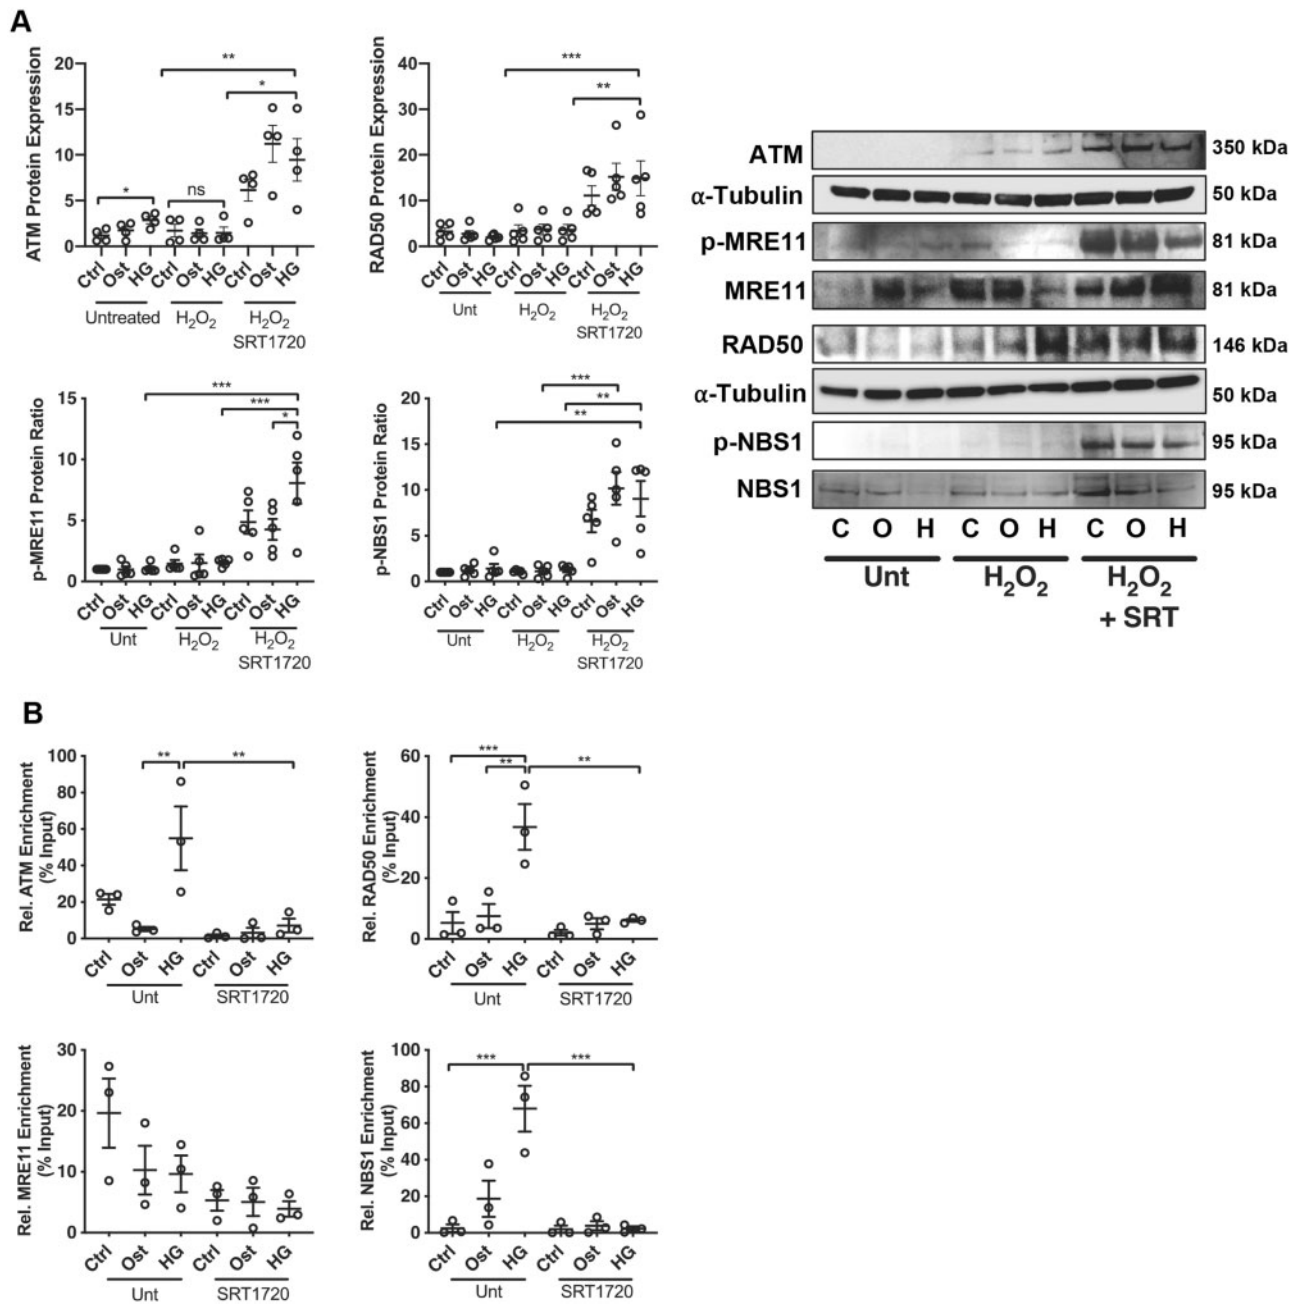 A
ATM Protein Expression
20
15
10
5
0
**
*
*
ns
Ctrl Ost HG Ctrl Ost HG Ctrl Ost HG
Untreated H2O2 H2O2
SRT1720
RAD50 Protein Expression
40
30
20
10
0
***
**
Ctrl Ost HG Ctrl Ost HG Ctrl Ost HG
Unt H2O2 H2O2
SRT1720
p-MRE11 Protein Ratio
15
10
5
0
***
***
*
Ctrl Ost HG Ctrl Ost HG Ctrl Ost HG
Unt H2O2 H2O2
SRT1720
p-NBS1 Protein Ratio
20
15
10
5
0
***
**
**
Ctrl Ost HG Ctrl Ost HG Ctrl Ost HG
Unt H2O2 H2O2
SRT1720
ATM 350 kDa
α-Tubulin 50 kDa
p-MRE11 81 kDa
MRE11 81 kDa
RAD50 146 kDa
α-Tubulin 50 kDa
p-NBS1 95 kDa
NBS1 95 kDa
C O H C O H C O H
Unt H2O2 H2O2
+ SRT
B
Rel. ATM Enrichment
(% Input)
100
80
60
40
20
0
** **
Ctrl Ost HG Ctrl Ost HG
Unt SRT1720
Rel. RAD50 Enrichment
(% Input)
60
40
20
0
***
** **
Ctrl Ost HG Ctrl Ost HG
Unt SRT1720
Rel. MRE11 Enrichment
(% Input)
30
20
10
0
Ctrl Ost HG Ctrl Ost HG
Unt SRT1720
Rel. NBS1 Enrichment
(% Input)
100
80
60
40
20
0
*** ***
Ctrl Ost HG Ctrl Ost HG
Unt SRT1720